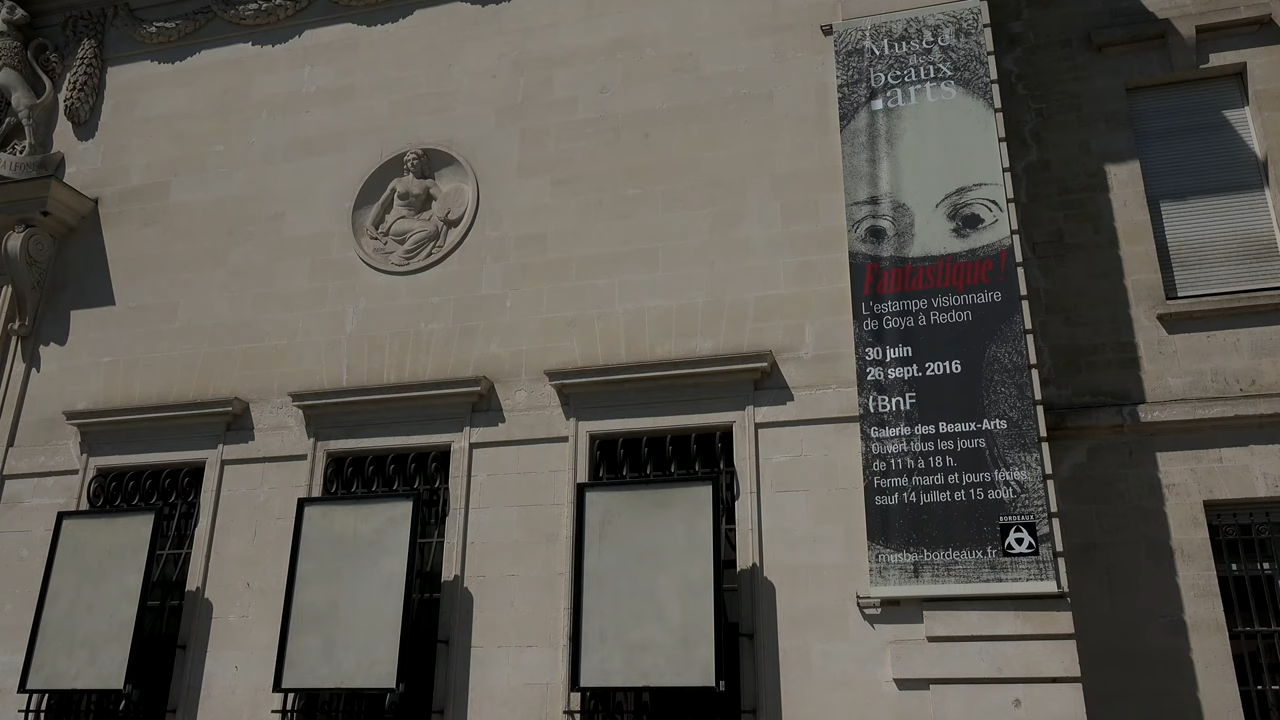 Musée
des
beaux
arts
Fantastique !
L'estampe visionnaire
de Goya à Redon
30 juin
26 sept. 2016
BnF
Galerie des Beaux-Arts
Ouvert tous les jours
de 11 h à 18 h.
Fermé mardi et jours fériés,
sauf 14 juillet et 15 août.
BORDEAUX
musba-bordeaux.fr